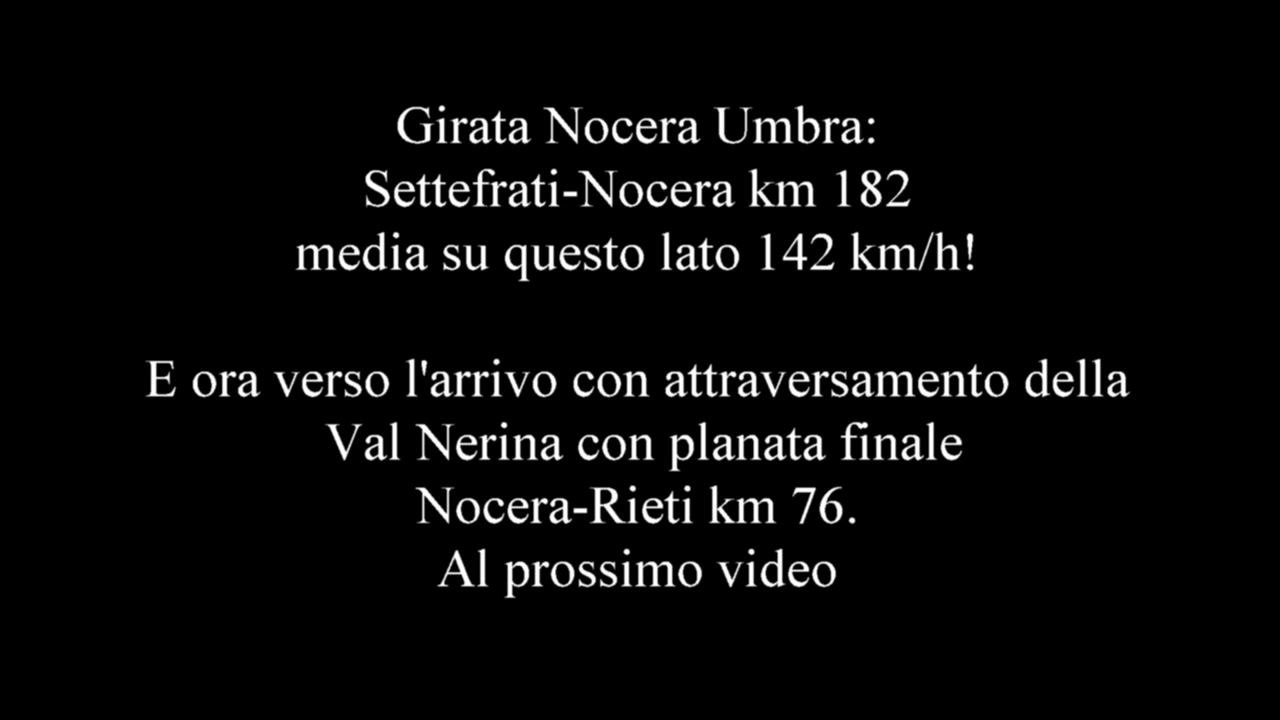 Girata Nocera Umbra:
Settefrati-Nocera km 182
media su questo lato 142 km/h!
E ora verso l'arrivo con attraversamento della
Val Nerina con planata finale
Nocera-Rieti km 76.
Al prossimo video